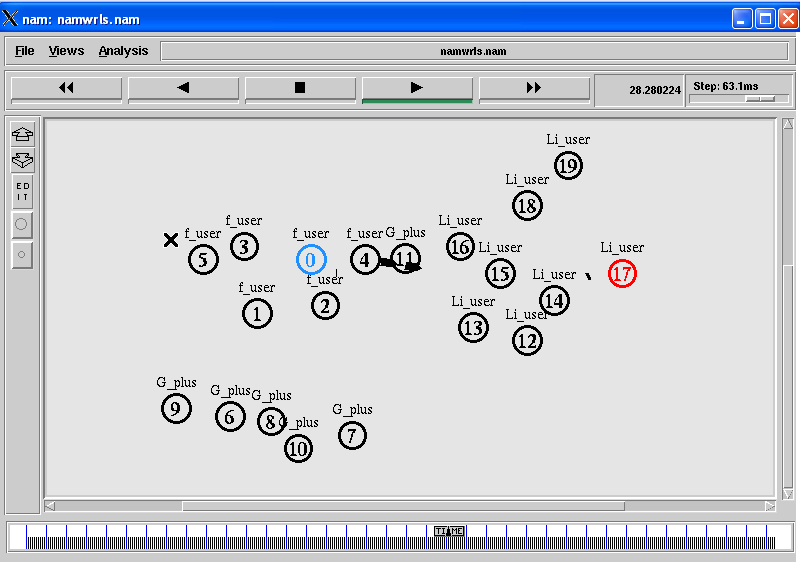 nam: namwrls.nam
File Views Analysis namwrls.nam
28.280224 Step: 63.1ms
ED
IT
Li_user
19
Li_user
18
f_user
3
f_user
5
f_user
0
f_user
4
G_plus
11
Li_user
16
Li_user
15
Li_user
17
f_user
1
f_user
2
Li_user
14
Li_user
13
Li_user
12
G_plus
9
G_plus
6
G_plus
8
G_plus
10
G_plus
7
TIME